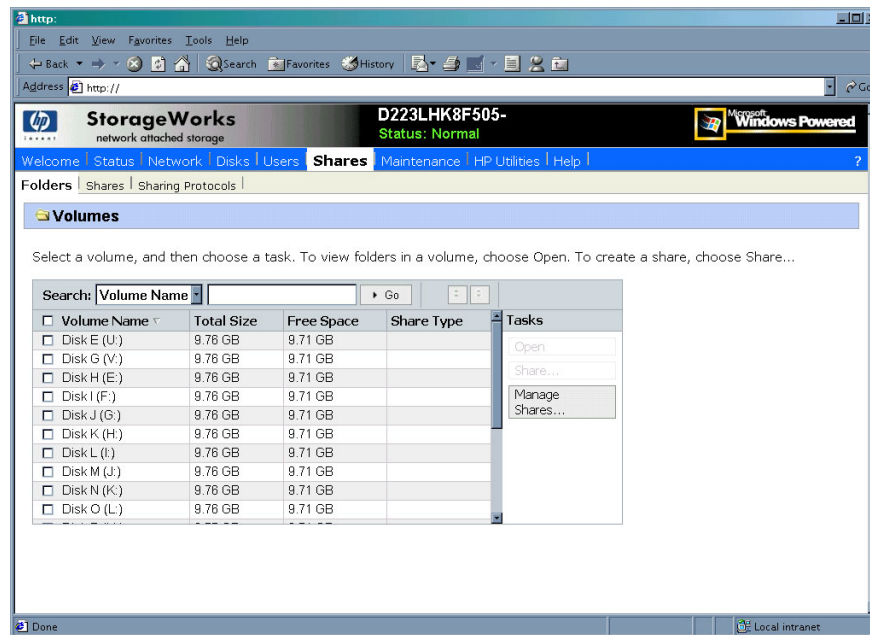 http:
File Edit View Favorites Tools Help
Back Search Favorites History
Address http:// Go
hp StorageWorks D223LHK8F505- Microsoft
invent network attached storage Status: Normal Windows Powered
Welcome Status Network Disks Users Shares Maintenance HP Utilities Help ?
Folders Shares Sharing Protocols
Volumes
Select a volume, and then choose a task. To view folders in a volume, choose Open. To create a share, choose Share...
Search: Volume Name Go
Volume Name Total Size Free Space Share Type Tasks
Disk E (U:) 9.76 GB 9.71 GB Open
Disk G (V:) 9.76 GB 9.71 GB Share...
Disk H (E:) 9.76 GB 9.71 GB
Disk I (F:) 9.76 GB 9.71 GB Manage
Disk J (G:) 9.76 GB 9.71 GB Shares...
Disk K (H:) 9.76 GB 9.71 GB
Disk L (I:) 9.76 GB 9.71 GB
Disk M (J:) 9.76 GB 9.71 GB
Disk N (K:) 9.76 GB 9.71 GB
Disk O (L:) 9.76 GB 9.71 GB
Done Local intranet